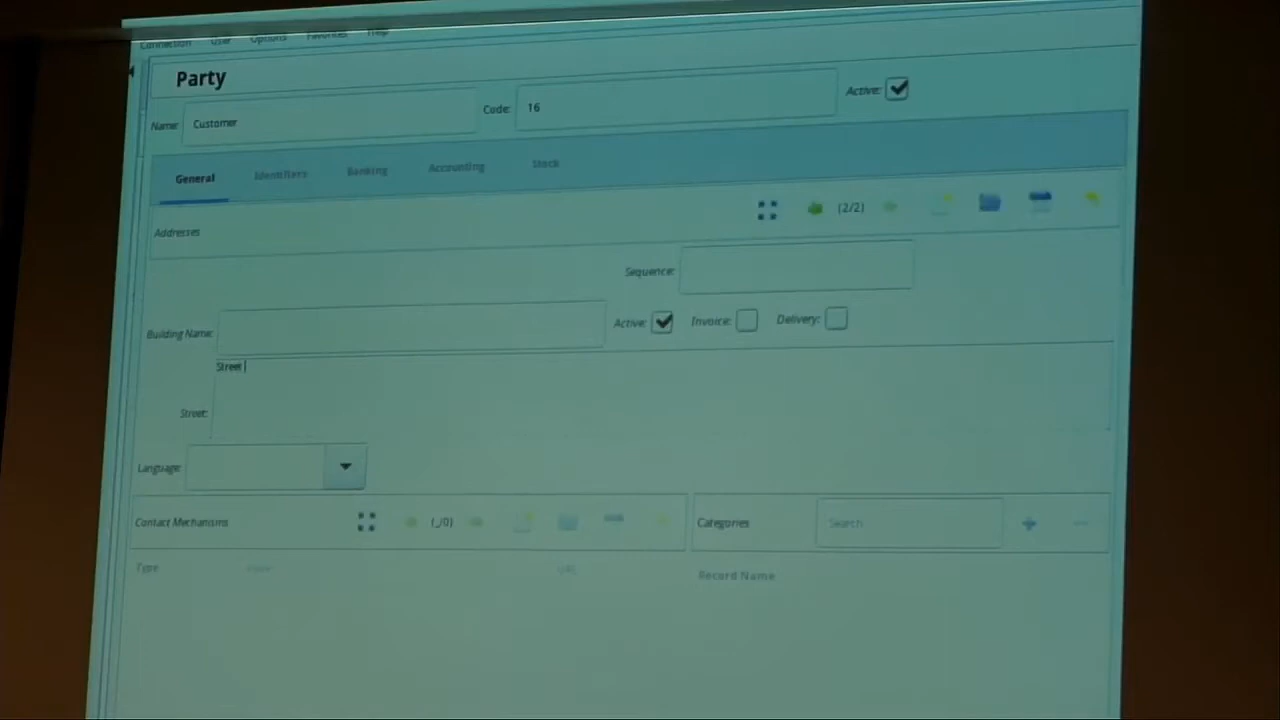 Connection User Options Favorites Help
Party
Name: Customer Code: 16 Active:
General Identifiers Banking Accounting Stock
Addresses (2/2)
Sequence:
Building Name: Active: Invoice: Delivery:
Street
Street:
Language:
Contact Mechanisms (_/0) Categories Search
Type Record Name